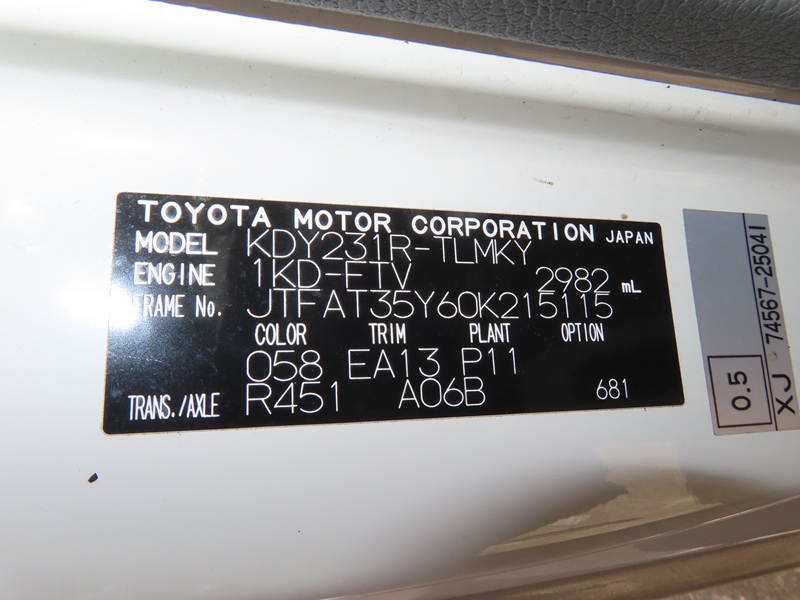 TOYOTA MOTOR CORPORATION JAPAN
MODEL KDY231R-TLMKY
ENGINE 1KD-FTV 2982 mL
FRAME No. JTFAT35Y60K215115
COLOR TRIM PLANT OPTION
058 EA13 P11
TRANS./AXLE R451 A06B 681
0.5
XJ 74567-25041